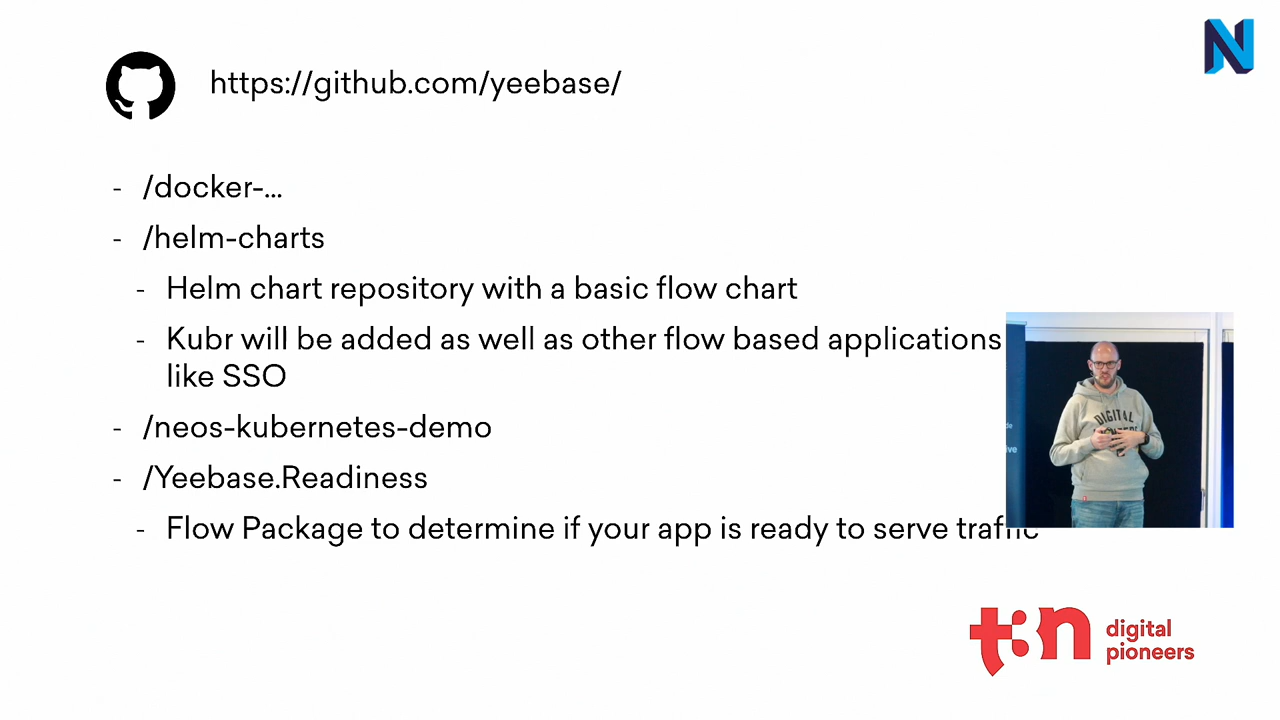 https://github.com/yeebase/
- /docker-...
- /helm-charts
- Helm chart repository with a basic flow chart
- Kubr will be added as well as other flow based applications
like SSO
- /neos-kubernetes-demo
- /Yeebase.Readiness
- Flow Package to determine if your app is ready to serve traffic
DIGITAL
t3n digital
pioneers